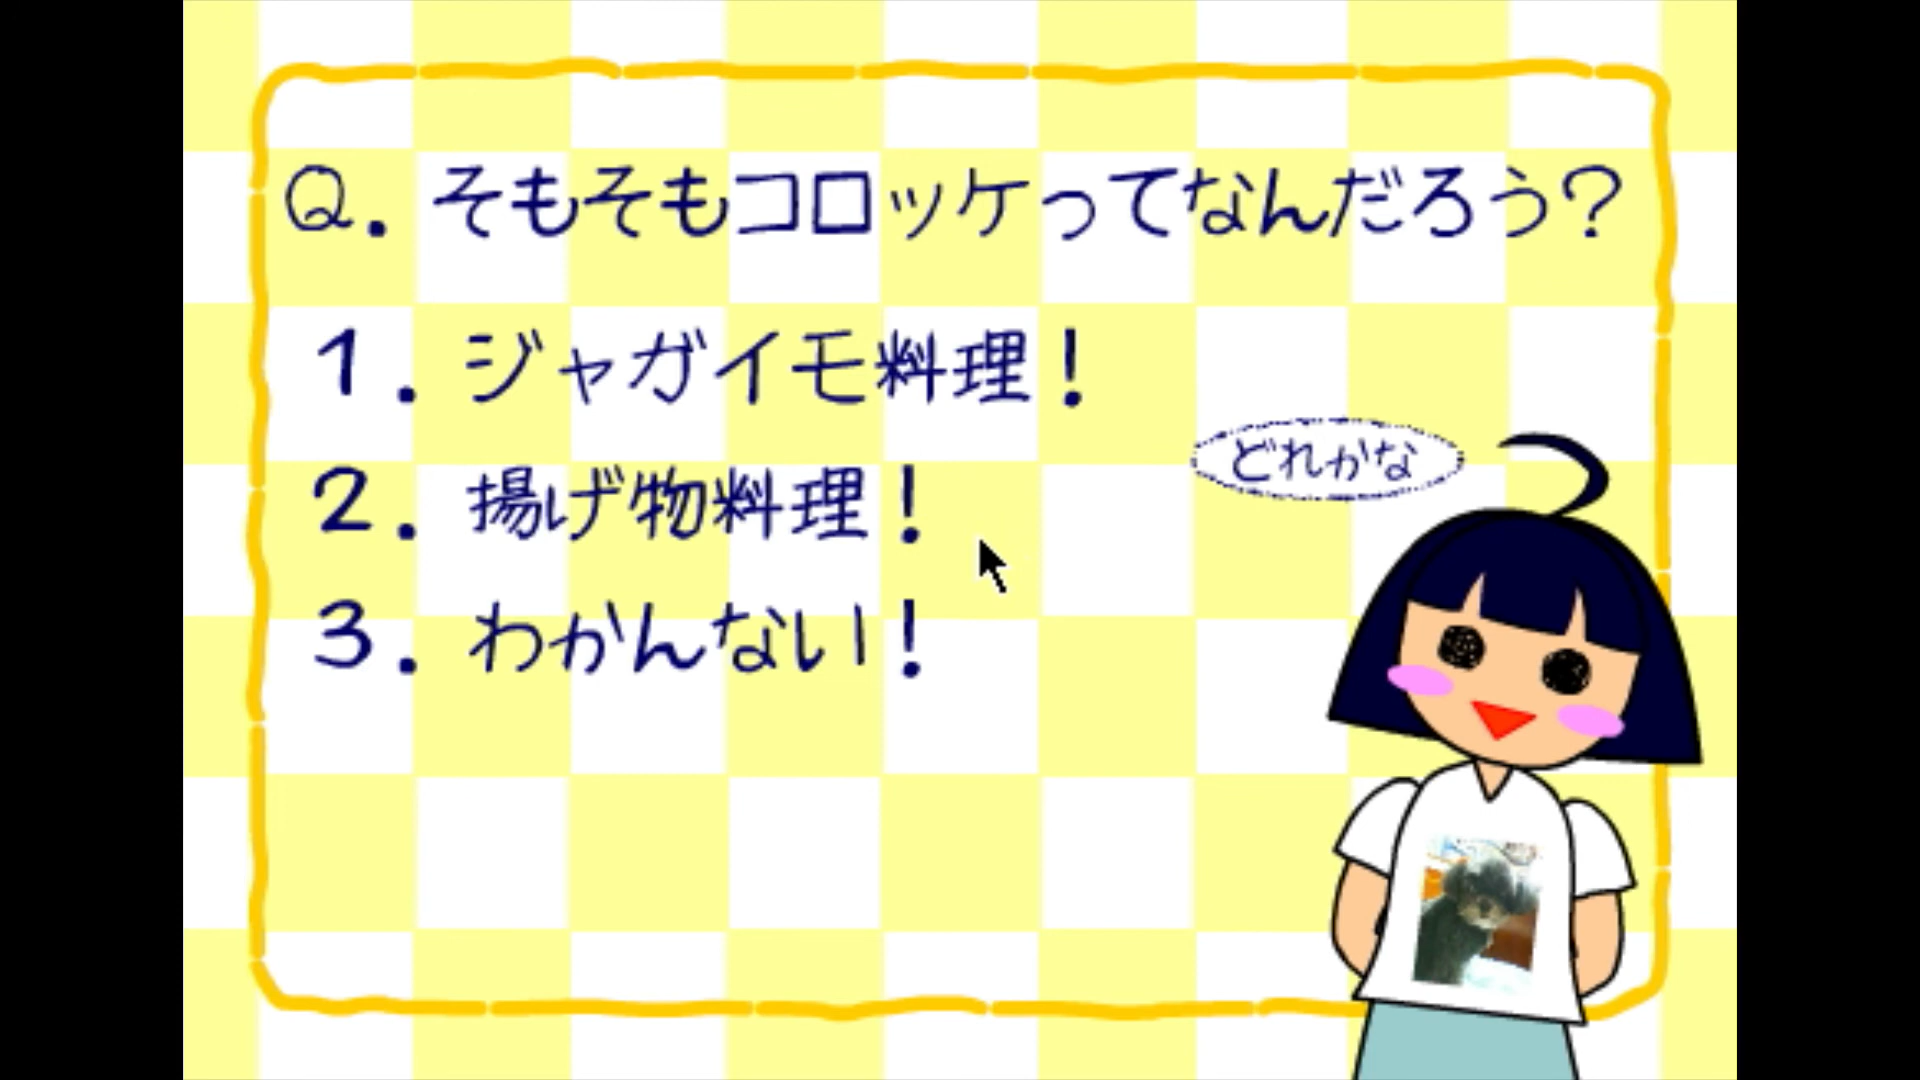 Q. そもそもコロッケってなんだろう？
1. ジャガイモ料理！
2. 揚げ物料理！
3. わかんない！
どれかな